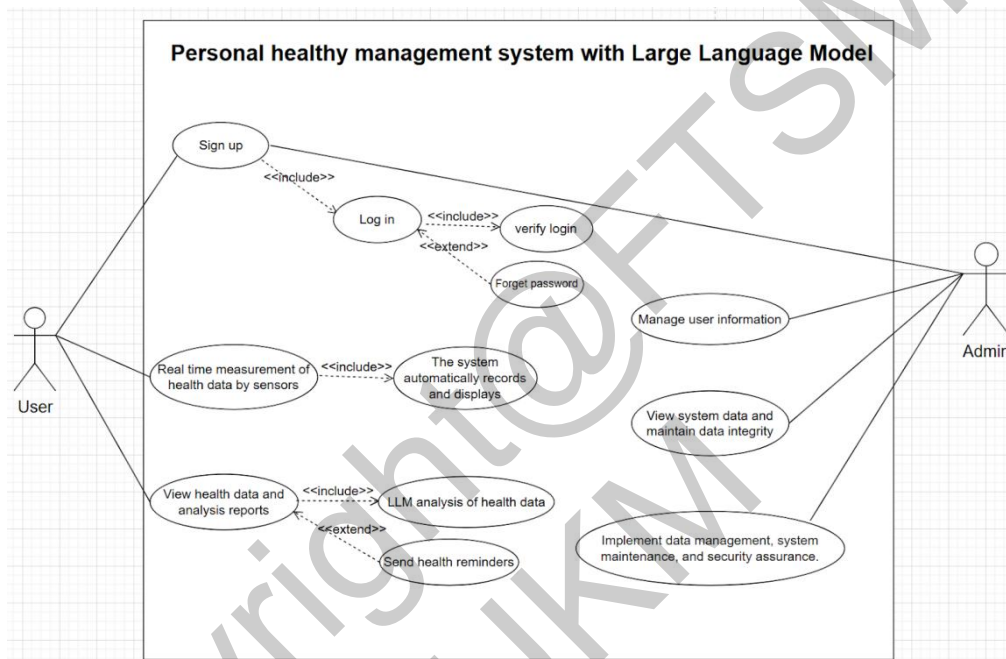 Personal healthy management system with Large Language Model
Sign up
<<include>>
Log in
<<include>>
verify login
<<extend>>
Forget password
Manage user information
Admin
User
Real time measurement of
health data by sensors
<<include>>
The system
automatically records
and displays
View system data and
maintain data integrity
View health data and
analysis reports
<<include>>
LLM analysis of health data
<<extend>>
Send health reminders
Implement data management, system
maintenance, and security assurance.
yright@FTSM
UKM